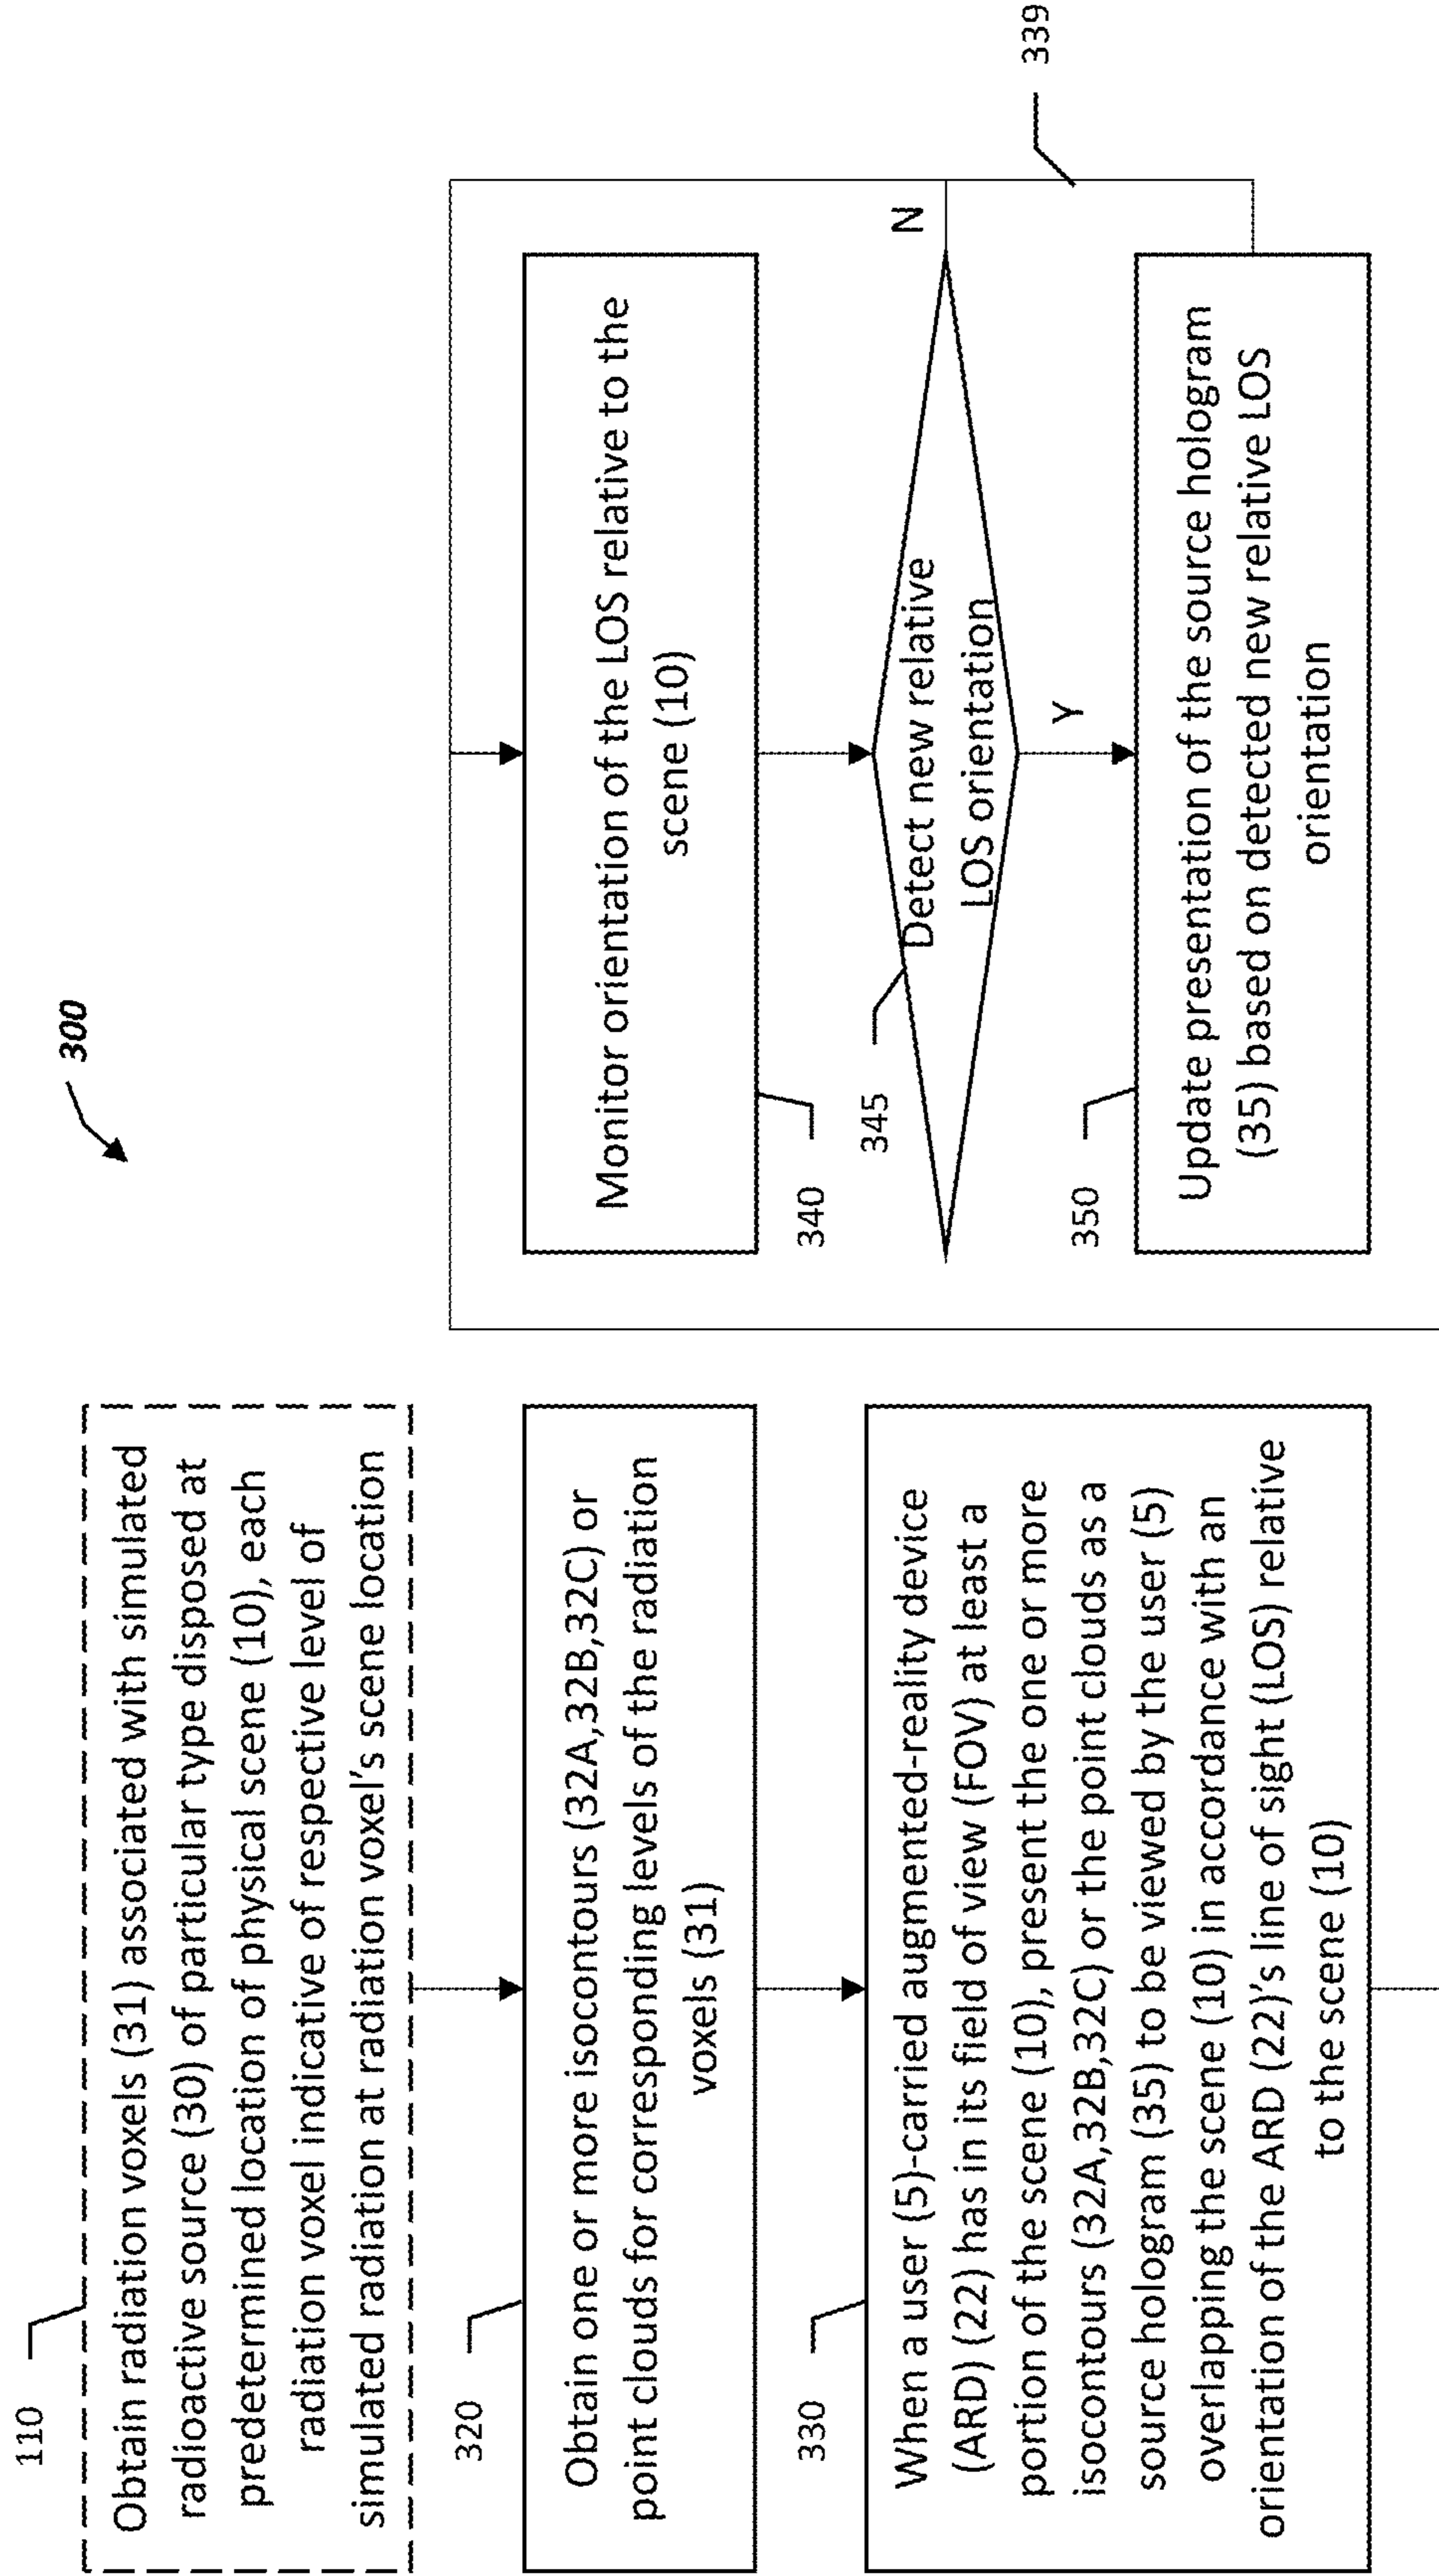 300
110
Obtain radiation voxels (31) associated with simulated
radioactive source (30) of particular type disposed at
predetermined location of physical scene (10), each
radiation voxel indicative of respective level of
simulated radiation at radiation voxel's scene location
320
Obtain one or more isocontours (32A,32B,32C) or
point clouds for corresponding levels of the radiation
voxels (31)
330
When a user (5)-carried augmented-reality device
(ARD) (22) has in its field of view (FOV) at least a
portion of the scene (10), present the one or more
isocontours (32A,32B,32C) or the point clouds as a
source hologram (35) to be viewed by the user (5)
overlapping the scene (10) in accordance with an
orientation of the ARD (22)'s line of sight (LOS) relative
to the scene (10)
Monitor orientation of the LOS relative to the
scene (10)
340
345
Detect new relative
LOS orientation
N
Y
350
Update presentation of the source hologram
(35) based on detected new relative LOS
orientation
339